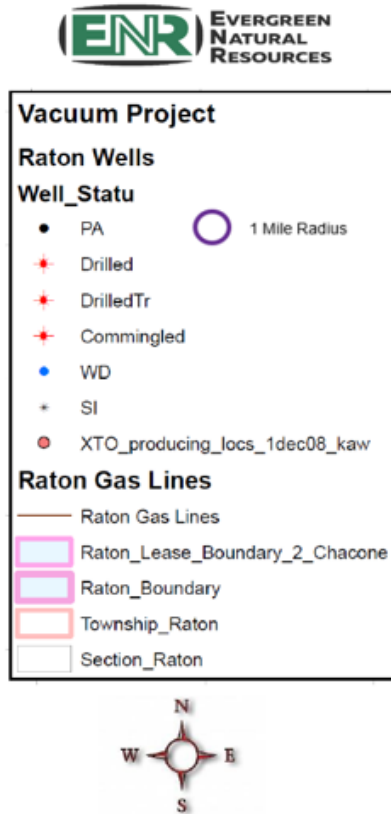 ENR
EVERGREEN
NATURAL
RESOURCES
Vacuum Project
Raton Wells
Well_Statu
PA
1 Mile Radius
Drilled
DrilledTr
Commingled
WD
SI
XTO_producing_locs_1dec08_kaw
Raton Gas Lines
Raton Gas Lines
Raton_Lease_Boundary_2_Chacone
Raton_Boundary
Township_Raton
Section_Raton
N
W E
S